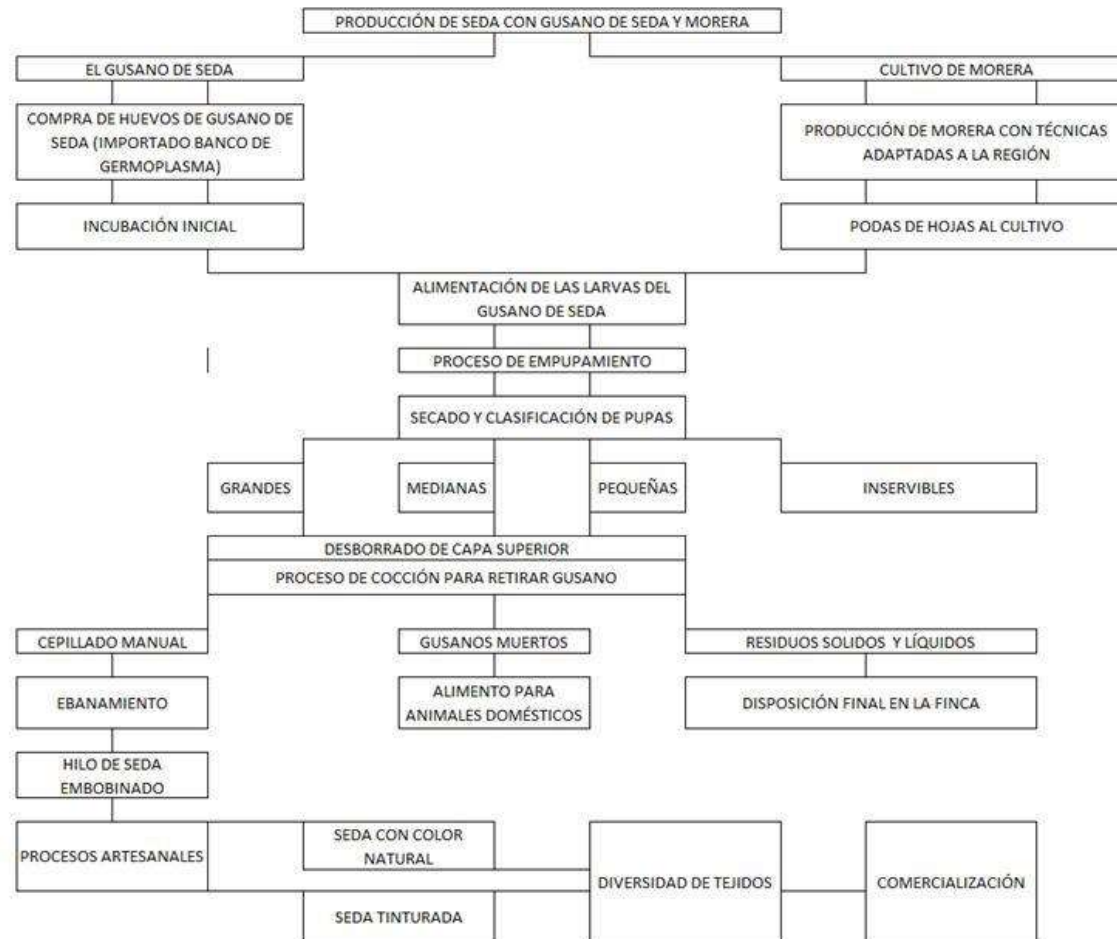 PRODUCCIÓN DE SEDA CON GUSANO DE SEDA Y MORERA
EL GUSANO DE SEDA
CULTIVO DE MORERA
COMPRA DE HUEVOS DE GUSANO DE
SEDA (IMPORTADO BANCO DE
GERMOPLASMA)
PRODUCCIÓN DE MORERA CON TÉCNICAS
ADAPTADAS A LA REGIÓN
INCUBACIÓN INICIAL
PODAS DE HOJAS AL CULTIVO
ALIMENTACIÓN DE LAS LARVAS DEL
GUSANO DE SEDA
PROCESO DE EMPUPAMIENTO
SECADO Y CLASIFICACIÓN DE PUPAS
GRANDES
MEDIANAS
PEQUEÑAS
INSERVIBLES
DESBORRADO DE CAPA SUPERIOR
PROCESO DE COCCIÓN PARA RETIRAR GUSANO
CEPILLADO MANUAL
GUSANOS MUERTOS
RESIDUOS SOLIDOS Y LÍQUIDOS
EBANAMIENTO
ALIMENTO PARA
ANIMALES DOMÉSTICOS
DISPOSICIÓN FINAL EN LA FINCA
HILO DE SEDA
EMBOBINADO
PROCESOS ARTESANALES
SEDA CON COLOR
NATURAL
SEDA TINTURADA
DIVERSIDAD DE TEJIDOS
COMERCIALIZACIÓN